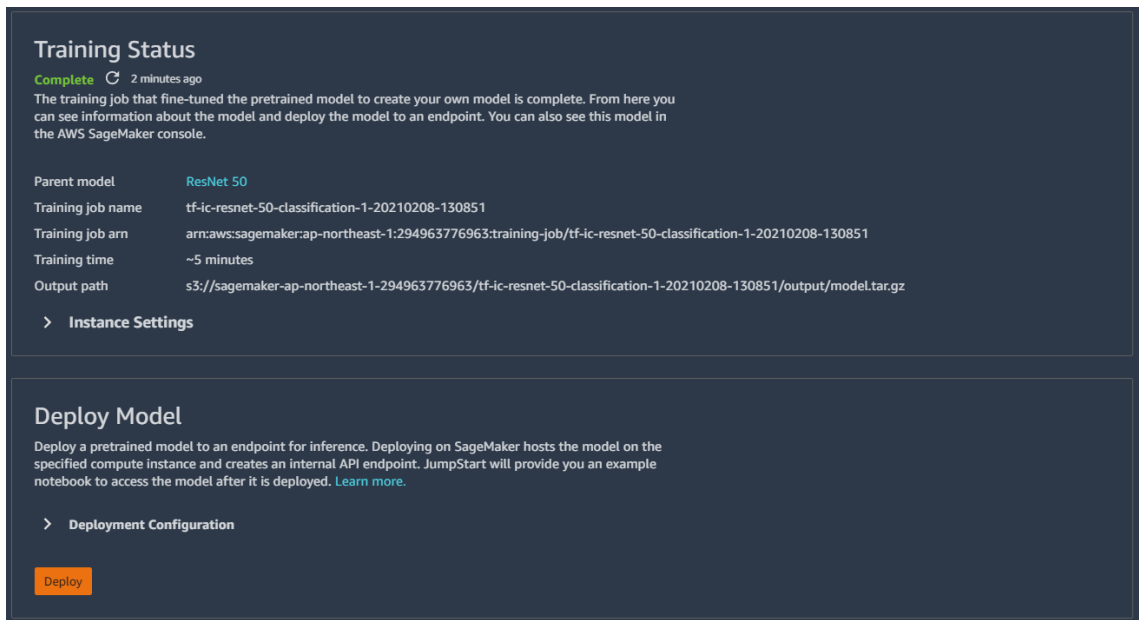 Training Status
Complete 2 minutes ago
The training job that fine-tuned the pretrained model to create your own model is complete. From here you
can see information about the model and deploy the model to an endpoint. You can also see this model in
the AWS SageMaker console.
Parent model ResNet 50
Training job name tf-ic-resnet-50-classification-1-20210208-130851
Training job arn arn:aws:sagemaker:ap-northeast-1:294963776963:training-job/tf-ic-resnet-50-classification-1-20210208-130851
Training time ~5 minutes
Output path s3://sagemaker-ap-northeast-1-294963776963/tf-ic-resnet-50-classification-1-20210208-130851/output/model.tar.gz
Instance Settings
Deploy Model
Deploy a pretrained model to an endpoint for inference. Deploying on SageMaker hosts the model on the
specified compute instance and creates an internal API endpoint. JumpStart will provide you an example
notebook to access the model after it is deployed. Learn more.
Deployment Configuration
Deploy